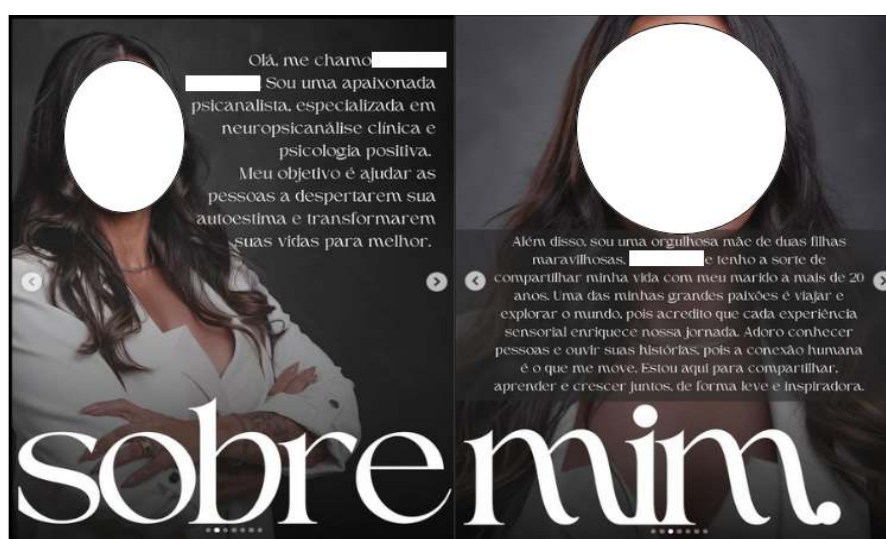 Olá, me chamo
. Sou uma apaixonada
psicanalista, especializada em
neuropsicanálise clínica e
psicologia positiva.
Meu objetivo é ajudar as
pessoas a despertarem sua
autoestima e transformarem
suas vidas para melhor.
Além disso, sou uma orgulhosa mãe de duas filhas
maravilhosas, e tenho a sorte de
compartilhar minha vida com meu marido a mais de 20
anos. Uma das minhas grandes paixões é viajar e
explorar o mundo, pois acredito que cada experiência
sensorial enriquece nossa jornada. Adoro conhecer
pessoas e ouvir suas histórias, pois a conexão humana
é o que me move. Estou aqui para compartilhar,
aprender e crescer juntos, de forma leve e inspiradora.
sobre mim.